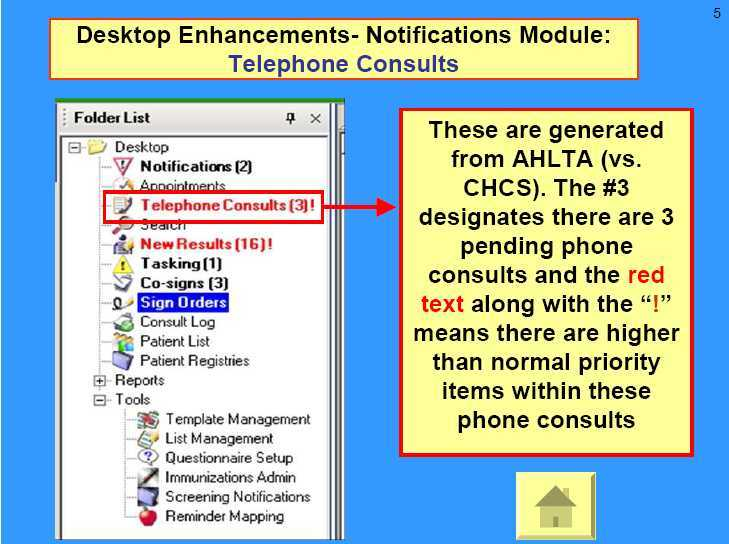 5
Desktop Enhancements- Notifications Module:
Telephone Consults
Folder List
Desktop
Notifications (2)
Appointments
Telephone Consults (3)!
Search
New Results (16)!
Tasking (1)
Co-signs (3)
Sign Orders
Consult Log
Patient List
Patient Registries
Reports
Tools
Template Management
List Management
Questionnaire Setup
Immunizations Admin
Screening Notifications
Reminder Mapping
These are generated
from AHLTA (vs.
CHCS). The #3
designates there are 3
pending phone
consults and the red
text along with the “!”
means there are higher
than normal priority
items within these
phone consults